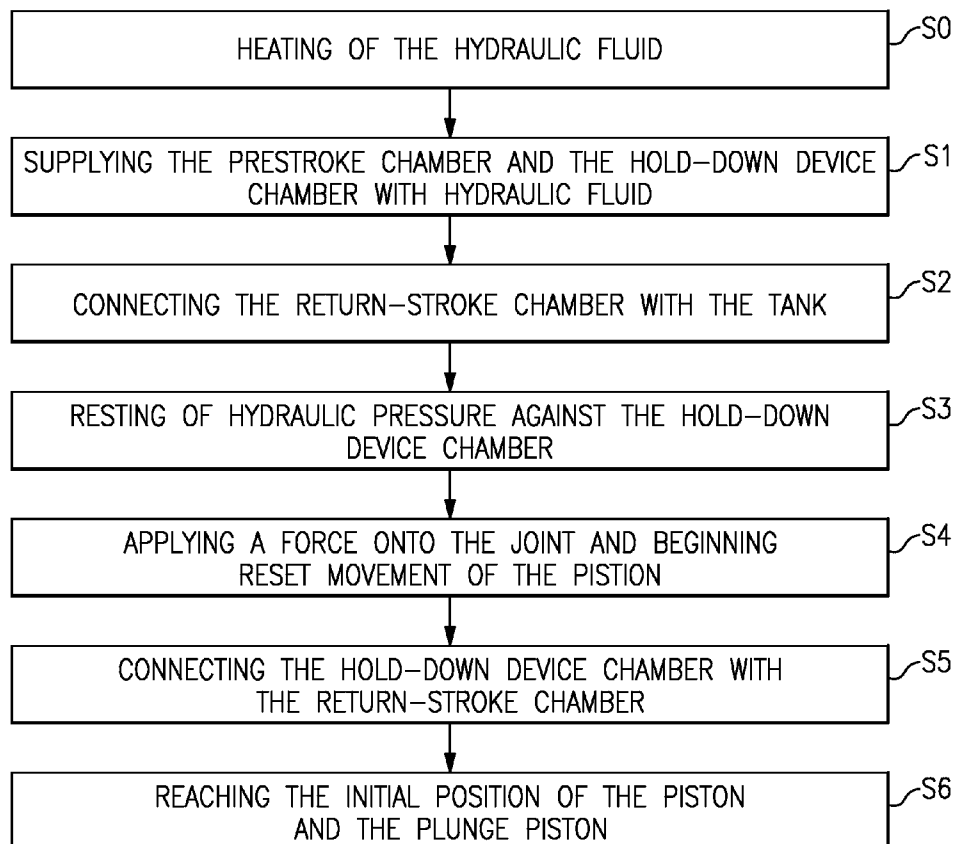 HEATING OF THE HYDRAULIC FLUID
S0
SUPPLYING THE PRESTROKE CHAMBER AND THE HOLD-DOWN DEVICE
CHAMBER WITH HYDRAULIC FLUID
S1
CONNECTING THE RETURN-STROKE CHAMBER WITH THE TANK
S2
RESTING OF HYDRAULIC PRESSURE AGAINST THE HOLD-DOWN
DEVICE CHAMBER
S3
APPLYING A FORCE ONTO THE JOINT AND BEGINNING
RESET MOVEMENT OF THE PISTION
S4
CONNECTING THE HOLD-DOWN DEVICE CHAMBER WITH
THE RETURN-STROKE CHAMBER
S5
REACHING THE INITIAL POSITION OF THE PISTON
AND THE PLUNGE PISTON
S6